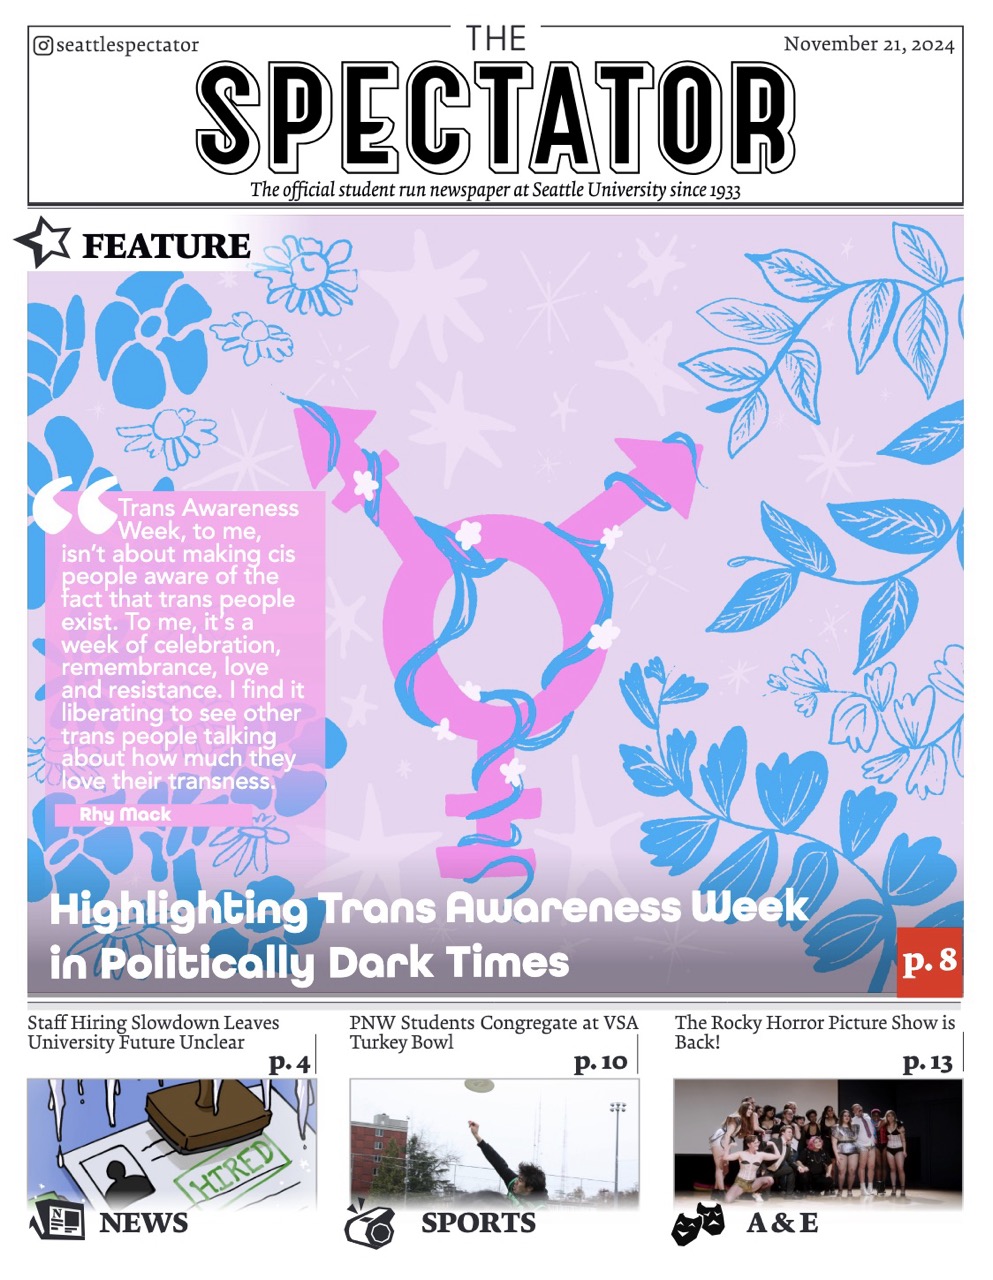 seattlespectator
THE
November 21, 2024
SPECTATOR
The official student run newspaper at Seattle University since 1933
FEATURE
“Trans Awareness
Week, to me,
isn't about making cis
people aware of the
fact that trans people
exist. To me, it's a
week of celebration,
remembrance, love
and resistance. I find it
liberating to see other
trans people talking
about how much they
love their transness.
Rhy Mack
Highlighting Trans Awareness Week
in Politically Dark Times
p. 8
Staff Hiring Slowdown Leaves
University Future Unclear
p. 4
HIRED
N
NEWS
PNW Students Congregate at VSA
Turkey Bowl
p. 10
SPORTS
The Rocky Horror Picture Show is
Back!
p. 13
A & E